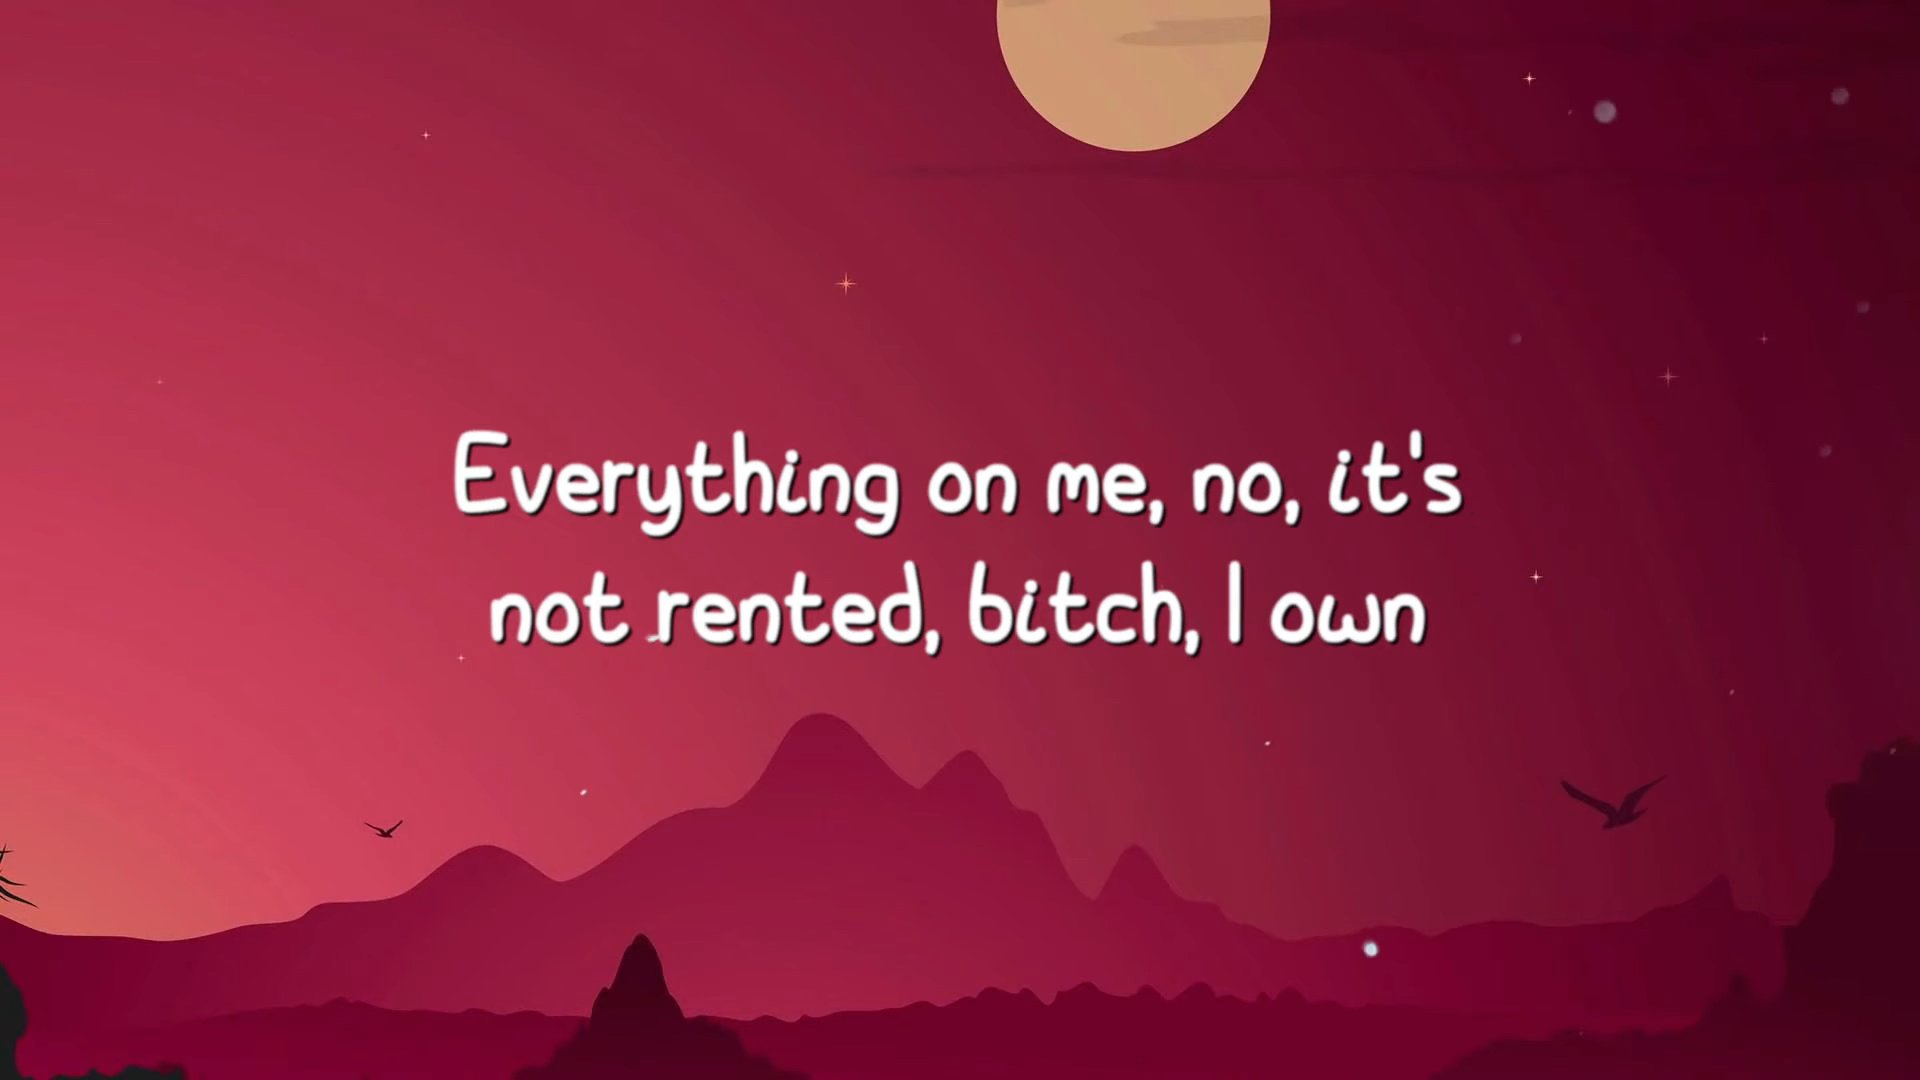 Everything on me, no, it's
not rented, bitch, I own